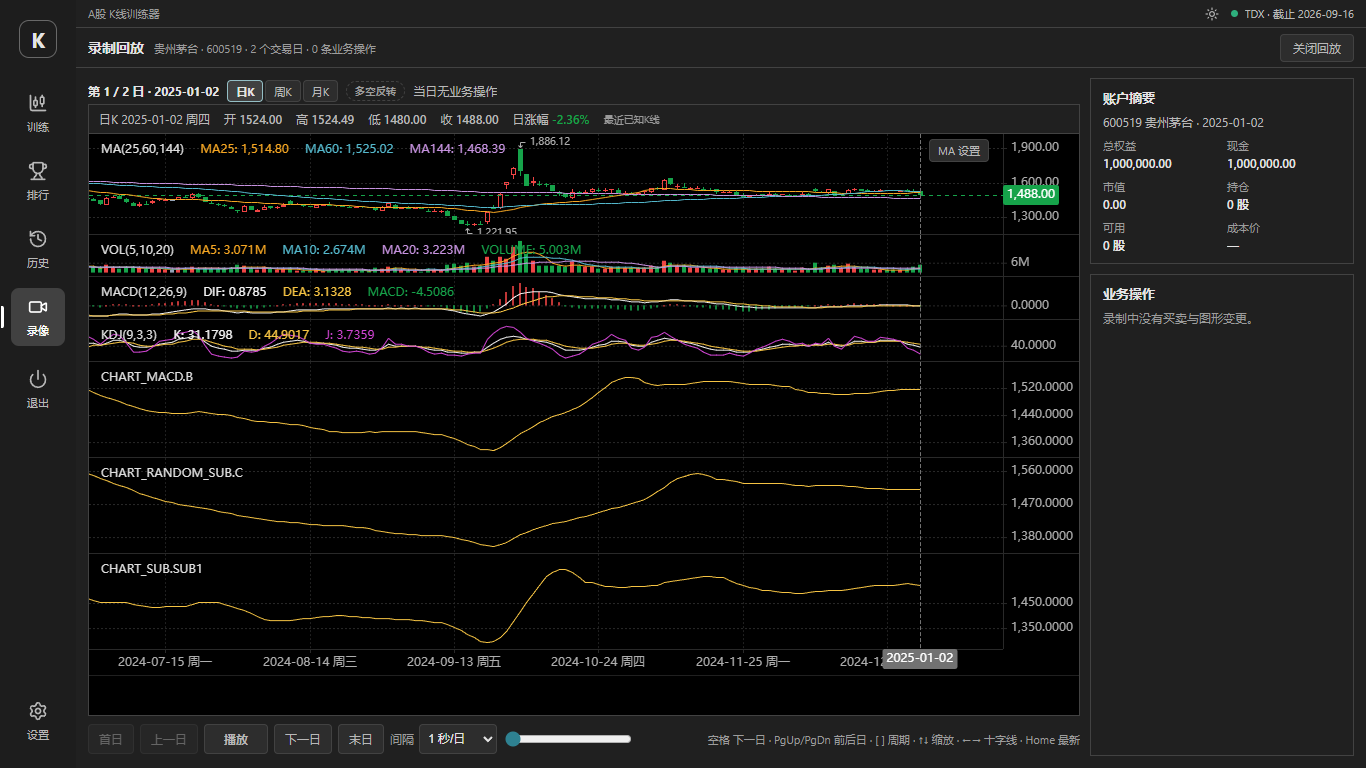 A股 K线训练器
TDX · 截止 2026-09-16
K
训练
排行
历史
录像
退出
设置
录制回放 贵州茅台 · 600519 · 2 个交易日 · 0 条业务操作
关闭回放
第 1 / 2 日 · 2025-01-02 日K 周K 月K 多空反转 当日无业务操作
日K 2025-01-02 周四 开 1524.00 高 1524.49 低 1480.00 收 1488.00 日涨幅 -2.36% 最近已知K线
MA(25,60,144) MA25: 1,514.80 MA60: 1,525.02 MA144: 1,468.39
MA 设置
1,886.12
1,221.95
1,900.00
1,600.00
1,488.00
1,300.00
VOL(5,10,20) MA5: 3.071M MA10: 2.674M MA20: 3.223M VOLUME: 5.003M
6M
MACD(12,26,9) DIF: 0.8785 DEA: 3.1328 MACD: -4.5086
0.0000
KDJ(9,3,3) K: 31.1798 D: 44.9017 J: 3.7359
40.0000
CHART_MACD.B
1,520.0000
1,440.0000
1,360.0000
CHART_RANDOM_SUB.C
1,560.0000
1,470.0000
1,380.0000
CHART_SUB.SUB1
1,450.0000
1,350.0000
2024-07-15 周一 2024-08-14 周三 2024-09-13 周五 2024-10-24 周四 2024-11-25 周一 2024-12 2025-01-02
首日 上一日 播放 下一日 末日 间隔 1 秒/日
空格 下一日 · PgUp/PgDn 前后日 · [ ] 周期 · ↑↓ 缩放 · ←→ 十字线 · Home 最新
账户摘要
600519 贵州茅台 · 2025-01-02
总权益 现金
1,000,000.00 1,000,000.00
市值 持仓
0.00 0 股
可用 成本价
0 股 —
业务操作
录制中没有买卖与图形变更。